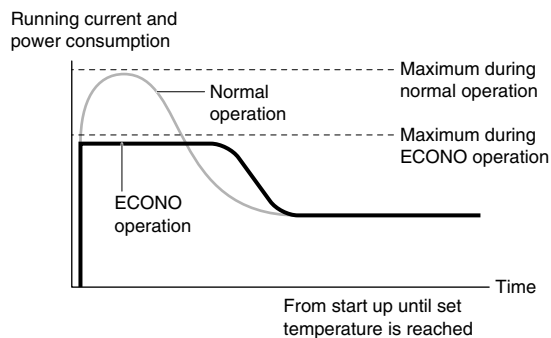 Running current and
power consumption
Maximum during
normal operation
Normal
operation
Maximum during
ECONO operation
ECONO
operation
Time
From start up until set
temperature is reached